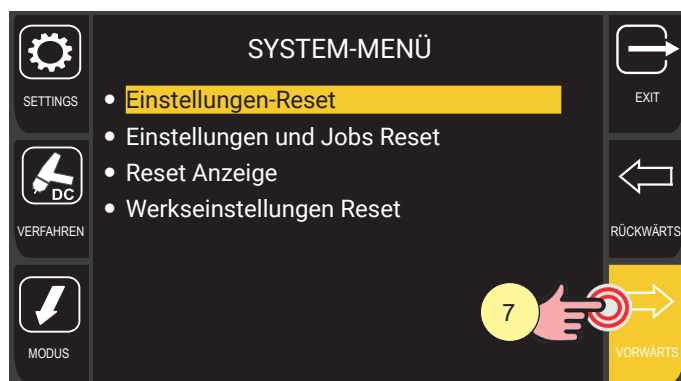 SYSTEM-MENÜ
SETTINGS
• Einstellungen-Reset
EXIT
• Einstellungen und Jobs Reset
• Reset Anzeige
DC
• Werkseinstellungen Reset
VERFAHREN
RÜCKWÄRTS
7
MODUS
VORWÄRTS